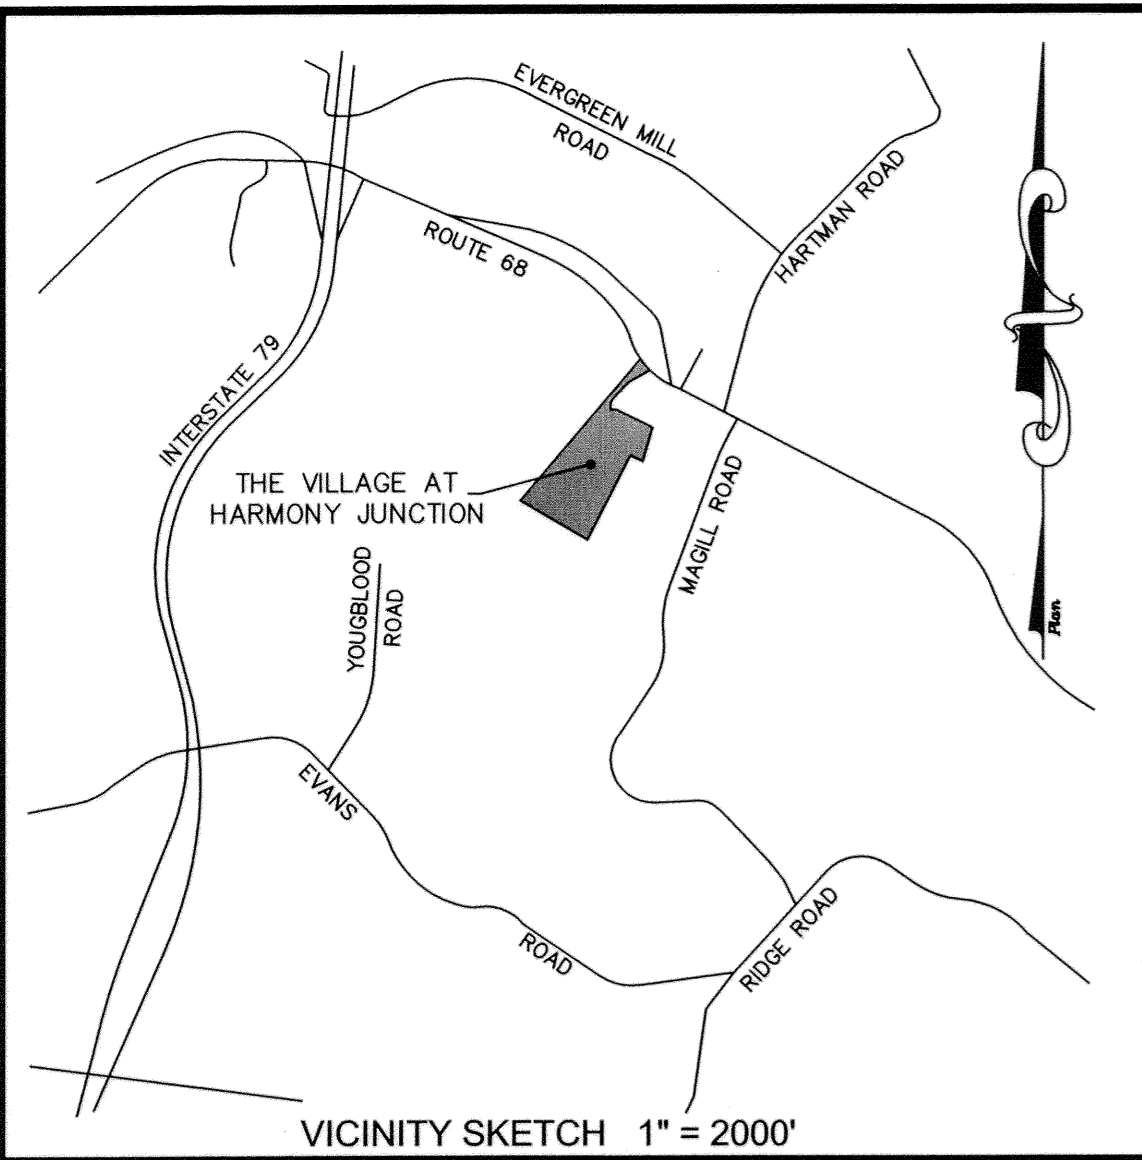 EVERGREEN MILL
ROAD
HARTMAN ROAD
ROUTE 68
INTERSTATE 79
THE VILLAGE AT
HARMONY JUNCTION
MAGILL ROAD
YOUGBLOOD
ROAD
Plan
EVANS
ROAD
RIDGE ROAD
VICINITY SKETCH 1" = 2000'